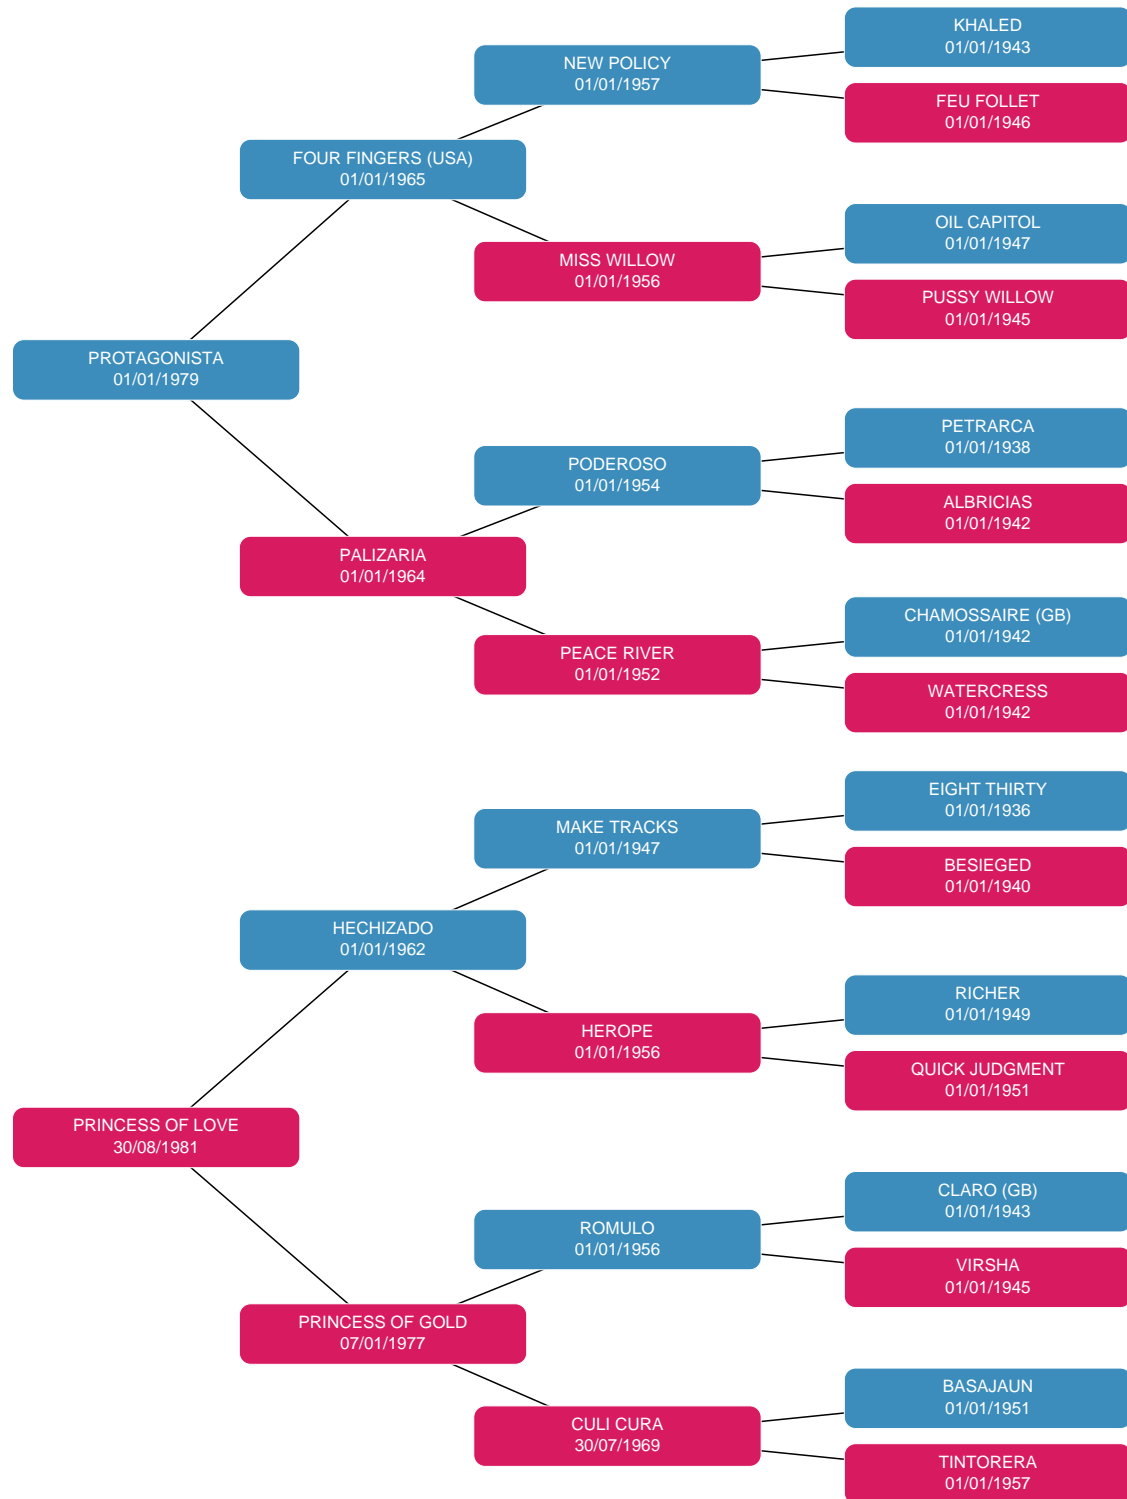 KHALED
01/01/1943
NEW POLICY
01/01/1957
FEU FOLLET
01/01/1946
FOUR FINGERS (USA)
01/01/1965
OIL CAPITOL
01/01/1947
MISS WILLOW
01/01/1956
PUSSY WILLOW
01/01/1945
PROTAGONISTA
01/01/1979
PETRARCA
01/01/1938
PODEROSO
01/01/1954
ALBRICIAS
01/01/1942
PALIZARIA
01/01/1964
CHAMOSSAIRE (GB)
01/01/1942
PEACE RIVER
01/01/1952
WATERCRESS
01/01/1942
EIGHT THIRTY
01/01/1936
MAKE TRACKS
01/01/1947
BESIEGED
01/01/1940
HECHIZADO
01/01/1962
RICHER
01/01/1949
HEROPE
01/01/1956
QUICK JUDGMENT
01/01/1951
PRINCESS OF LOVE
30/08/1981
CLARO (GB)
01/01/1943
ROMULO
01/01/1956
VIRSHA
01/01/1945
PRINCESS OF GOLD
07/01/1977
BASAJAUN
01/01/1951
CULI CURA
30/07/1969
TINTORERA
01/01/1957